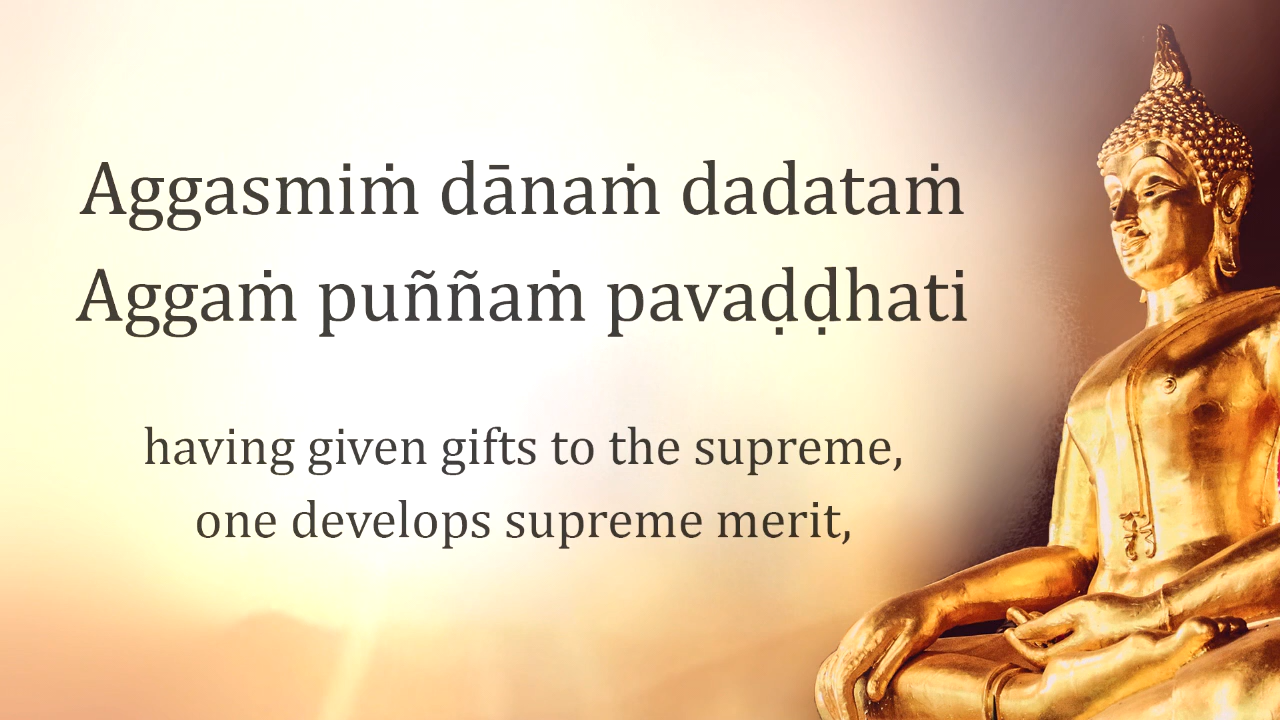 Aggasmiṁ dānaṁ dadataṁ
Aggaṁ puññaṁ pavaḍḍhati
having given gifts to the supreme,
one develops supreme merit,